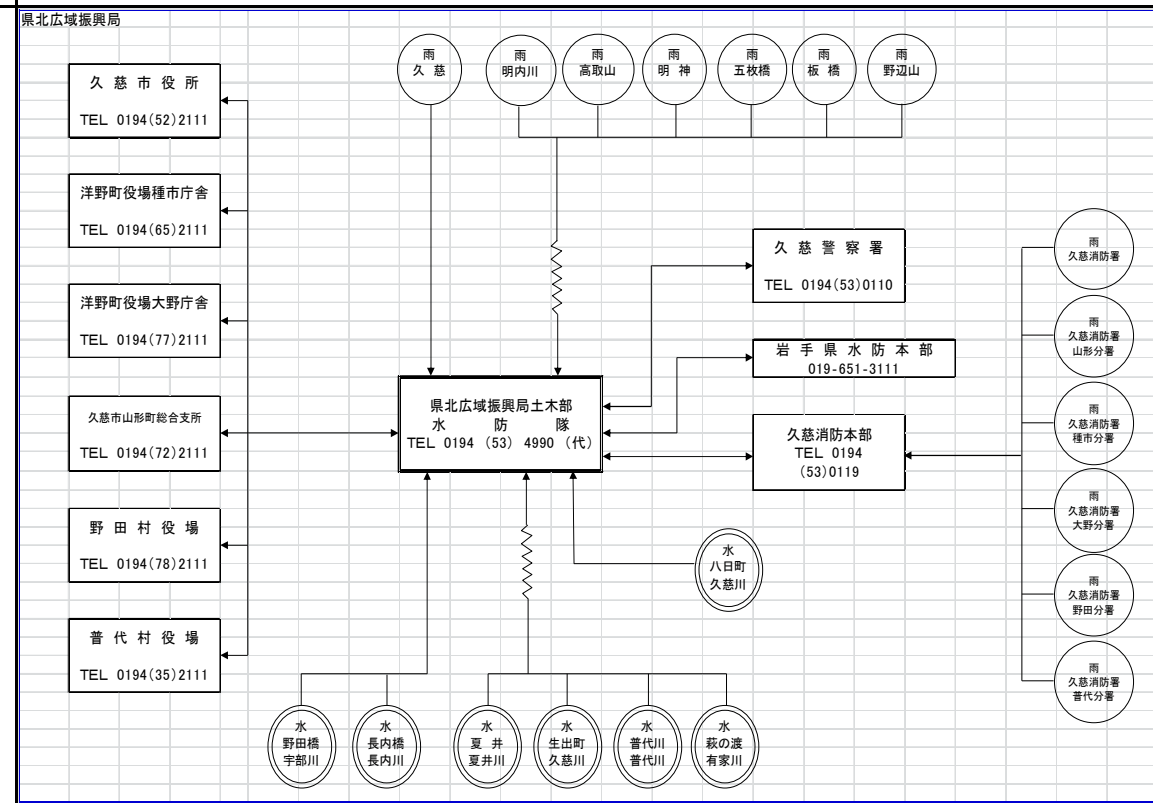 県北広域振興局
雨
久 慈
雨
明内川
雨
高取山
雨
明 神
雨
五枚橋
雨
板 橋
雨
野辺山
久 慈 市 役 所
TEL 0194(52)2111
洋野町役場種市庁舎
TEL 0194(65)2111
洋野町役場大野庁舎
TEL 0194(77)2111
久慈市山形町総合支所
TEL 0194(72)2111
野 田 村 役 場
TEL 0194(78)2111
普 代 村 役 場
TEL 0194(35)2111
県北広域振興局土木部
水 防 隊
TEL 0194 (53) 4990 (代)
久 慈 警 察 署
TEL 0194(53)0110
岩 手 県 水 防 本 部
019-651-3111
久慈消防本部
TEL 0194
(53)0119
雨
久慈消防署
雨
久慈消防署
山形分署
雨
久慈消防署
種市分署
雨
久慈消防署
大野分署
雨
久慈消防署
野田分署
雨
久慈消防署
普代分署
水
八日町
久慈川
水
野田橋
宇部川
水
長内橋
長内川
水
夏 井
夏井川
水
生出町
久慈川
水
普代川
普代川
水
萩の渡
有家川